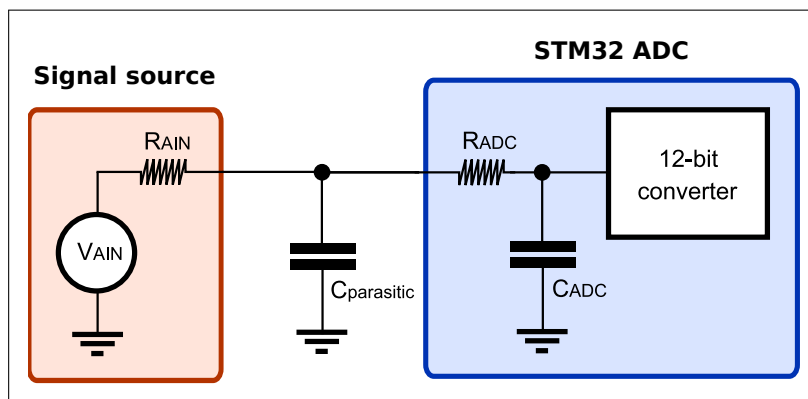 STM32 ADC
Signal source
RAIN
RADC
12-bit
converter
VAIN
Cparasitic
CADC